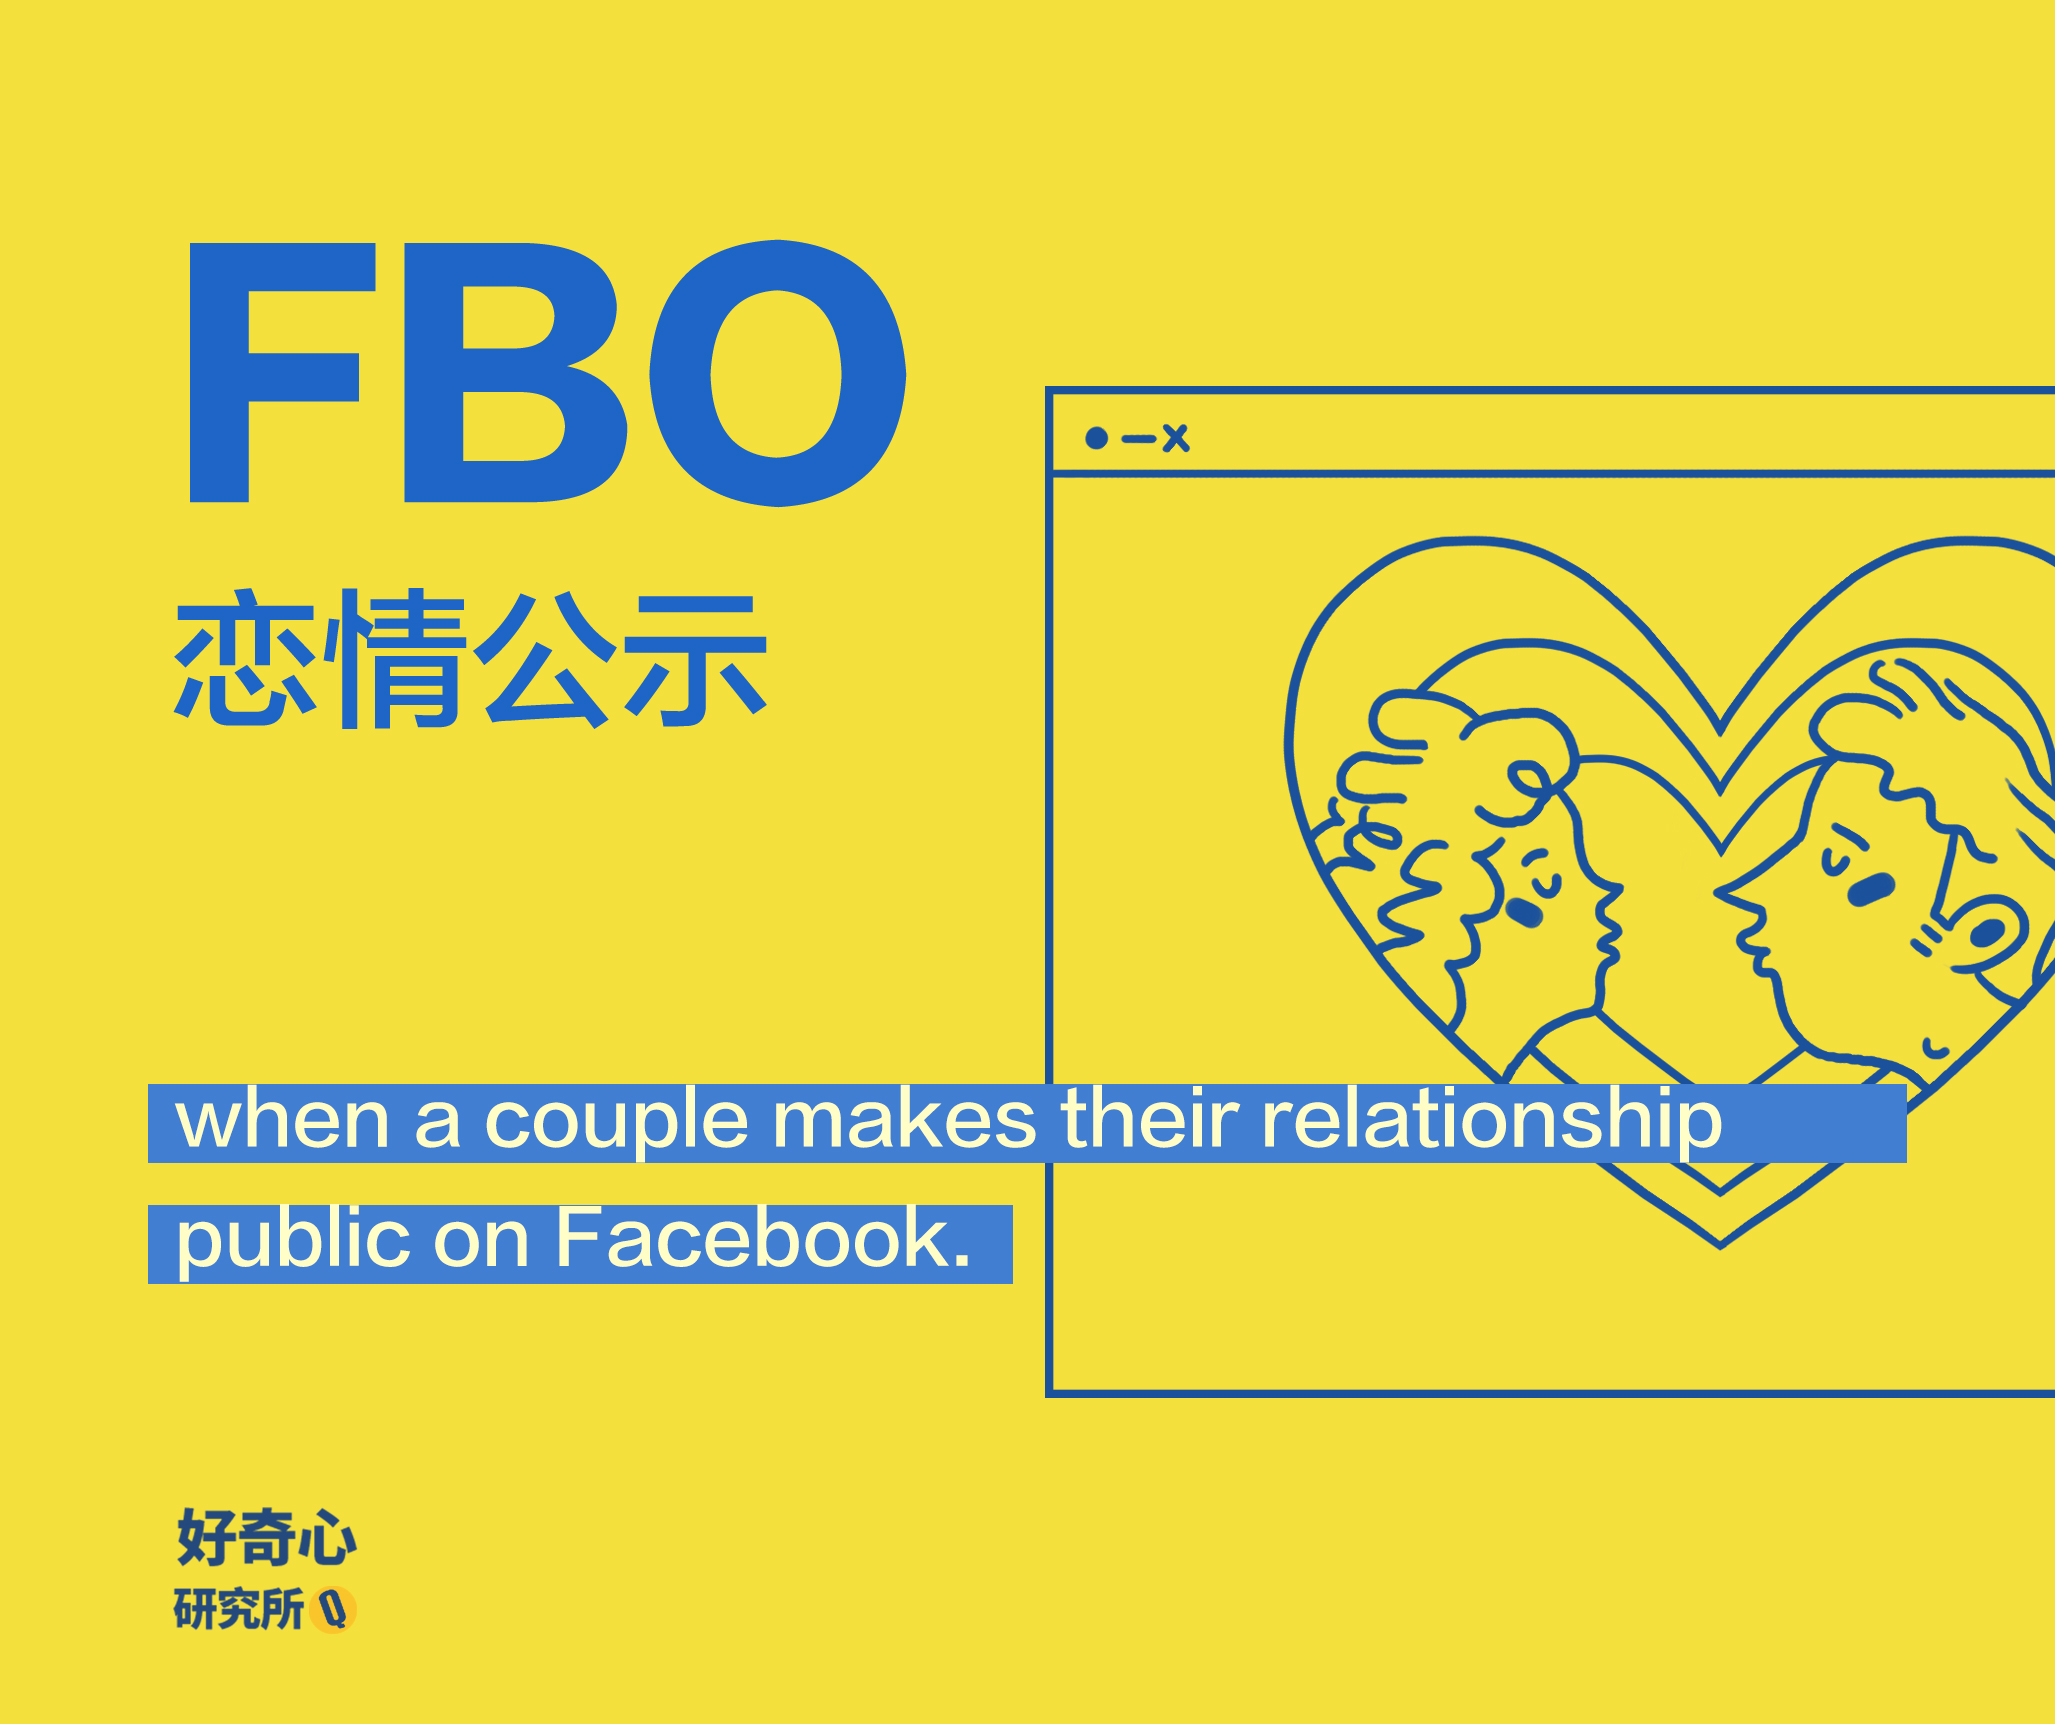 FBO
恋情公示
when a couple makes their relationship
public on Facebook.
好奇心
研究所Q